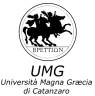 ΒΡΕΤΤΙΩΝ
UMG
Università Magna Græcia
di Catanzaro